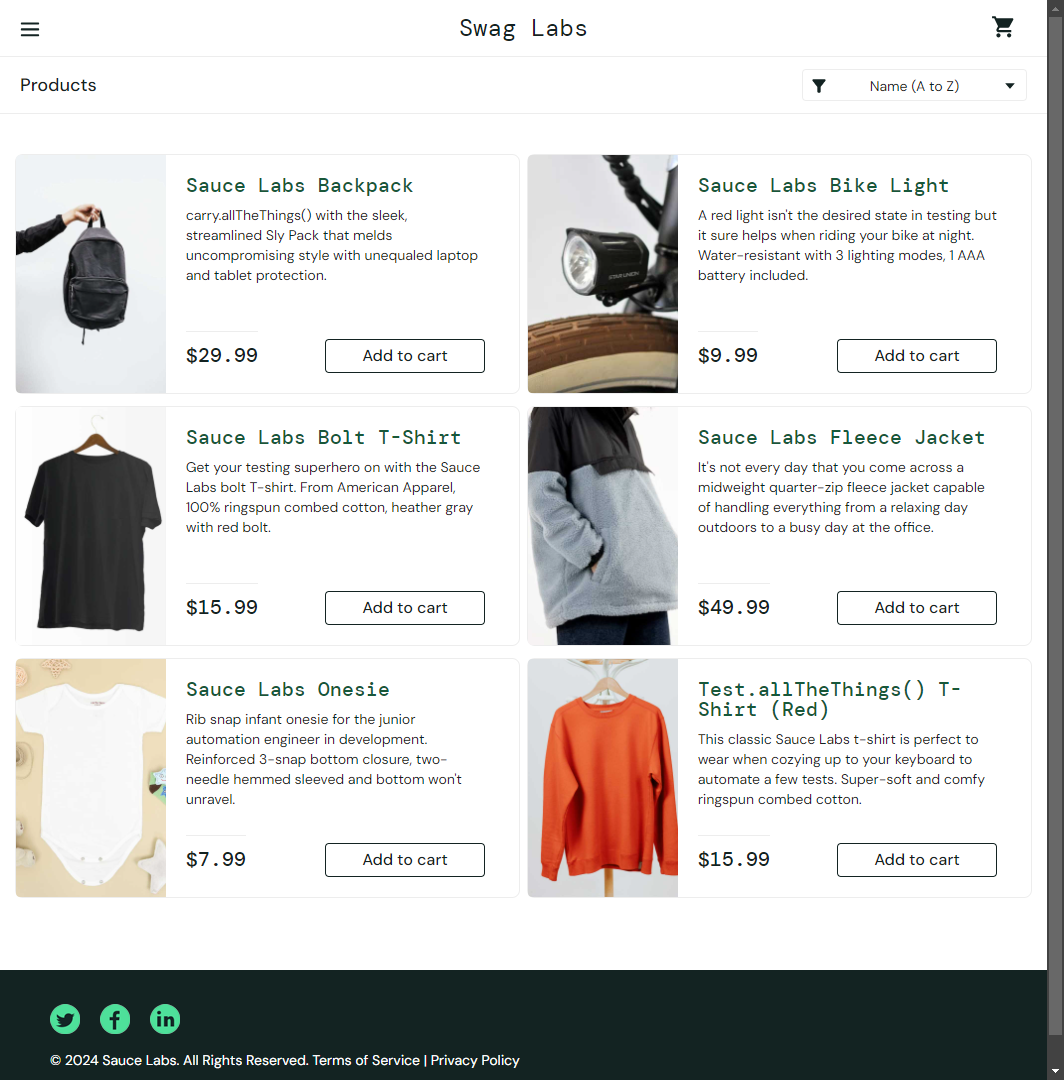 Swag Labs
Products
Name (A to Z)
Sauce Labs Backpack
carry.allTheThings() with the sleek,
streamlined Sly Pack that melds
uncompromising style with unequaled laptop
and tablet protection.
$29.99
Add to cart
Sauce Labs Bike Light
A red light isn't the desired state in testing but
it sure helps when riding your bike at night.
Water-resistant with 3 lighting modes, 1 AAA
battery included.
$9.99
Add to cart
Sauce Labs Bolt T-Shirt
Get your testing superhero on with the Sauce
Labs bolt T-shirt. From American Apparel,
100% ringspun combed cotton, heather gray
with red bolt.
$15.99
Add to cart
Sauce Labs Fleece Jacket
It's not every day that you come across a
midweight quarter-zip fleece jacket capable
of handling everything from a relaxing day
outdoors to a busy day at the office.
$49.99
Add to cart
Sauce Labs Onesie
Rib snap infant onesie for the junior
automation engineer in development.
Reinforced 3-snap bottom closure, two-
needle hemmed sleeved and bottom won't
unravel.
$7.99
Add to cart
Test.allTheThings() T-
Shirt (Red)
This classic Sauce Labs t-shirt is perfect to
wear when cozying up to your keyboard to
automate a few tests. Super-soft and comfy
ringspun combed cotton.
$15.99
Add to cart
© 2024 Sauce Labs. All Rights Reserved. Terms of Service | Privacy Policy